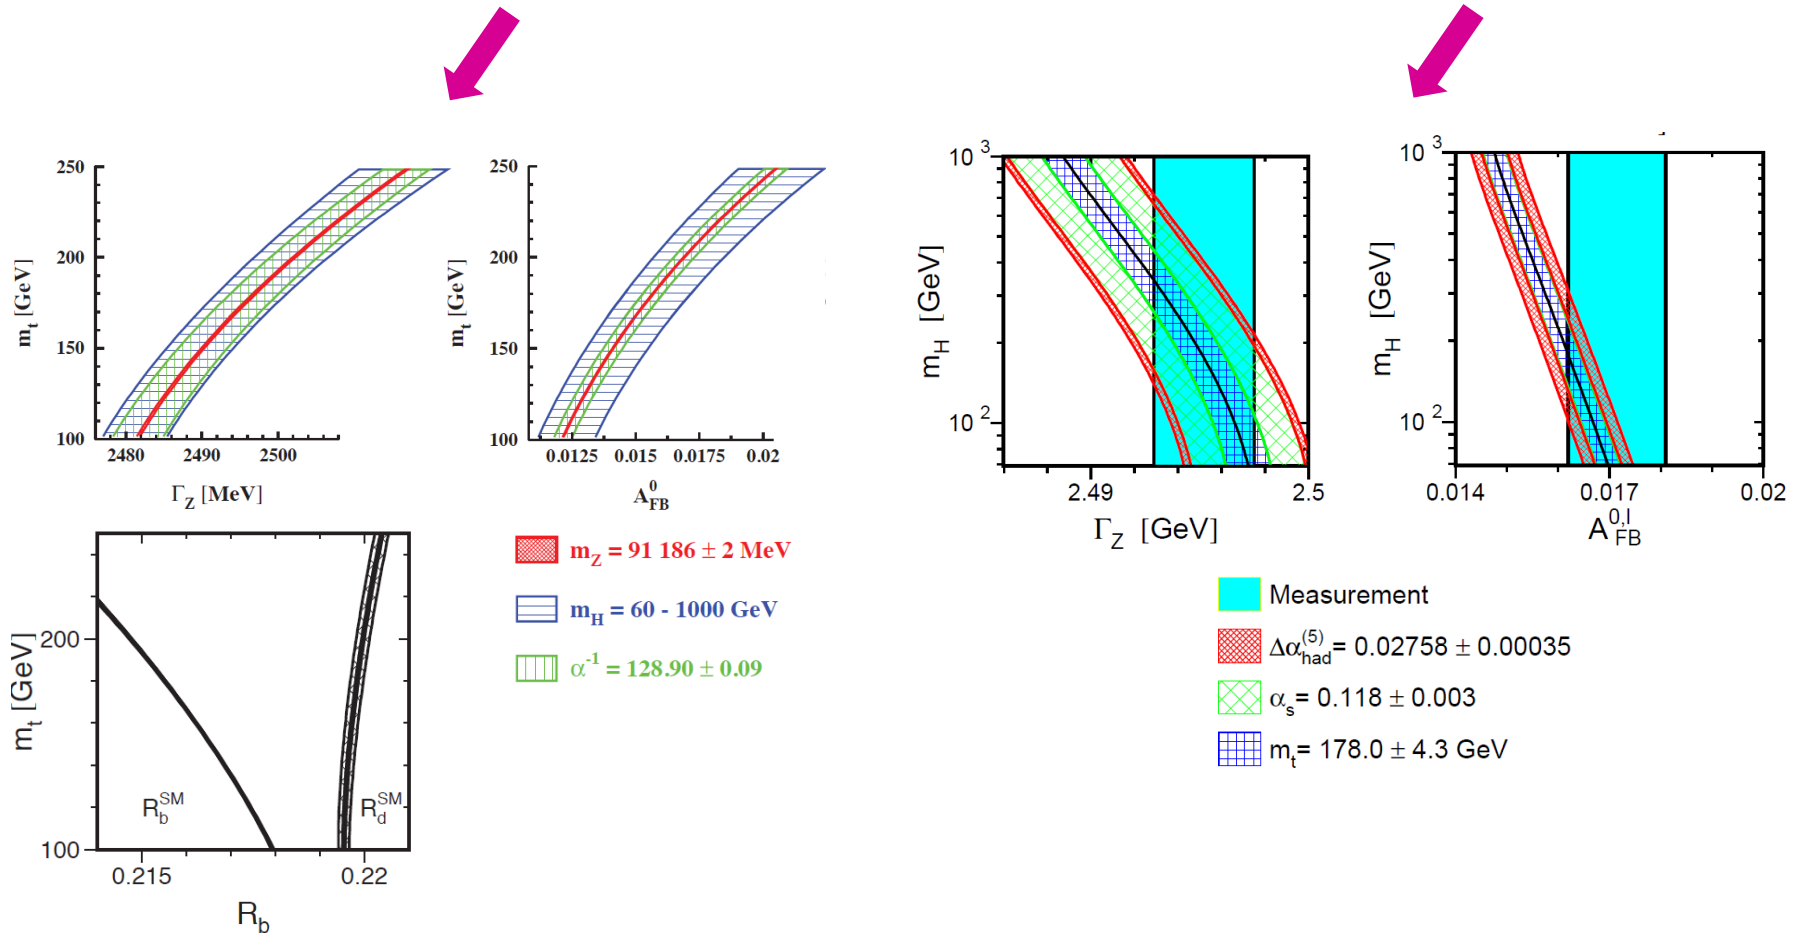 250
200
150
100
m_t [GeV]
2480 2490 2500
Γ_Z [MeV]
250
200
150
100
m_t [GeV]
0.0125 0.015 0.0175 0.02
A_FB^0
200
100
m_t [GeV]
R_b^SM
R_d^SM
0.215 0.22
R_b
m_Z = 91 186 ± 2 MeV
m_H = 60 - 1000 GeV
α^-1 = 128.90 ± 0.09
10^3
10^2
m_H [GeV]
2.49 2.5
Γ_Z [GeV]
10^3
10^2
m_H [GeV]
0.014 0.017 0.02
A_FB^0,l
Measurement
Δα_had^(5)= 0.02758 ± 0.00035
α_s= 0.118 ± 0.003
m_t= 178.0 ± 4.3 GeV